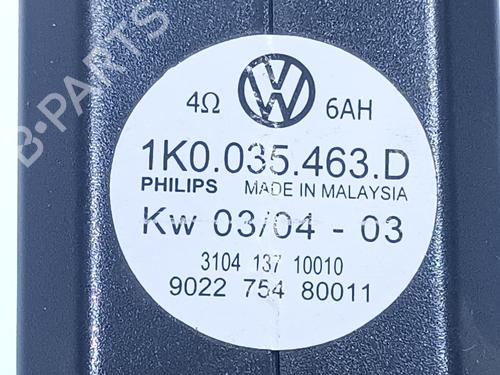 B-PARTS
4Ω VW 6AH
1K0.035.463.D
PHILIPS MADE IN MALAYSIA
Kw 03/04 - 03
3104 137 10010
9022 754 80011